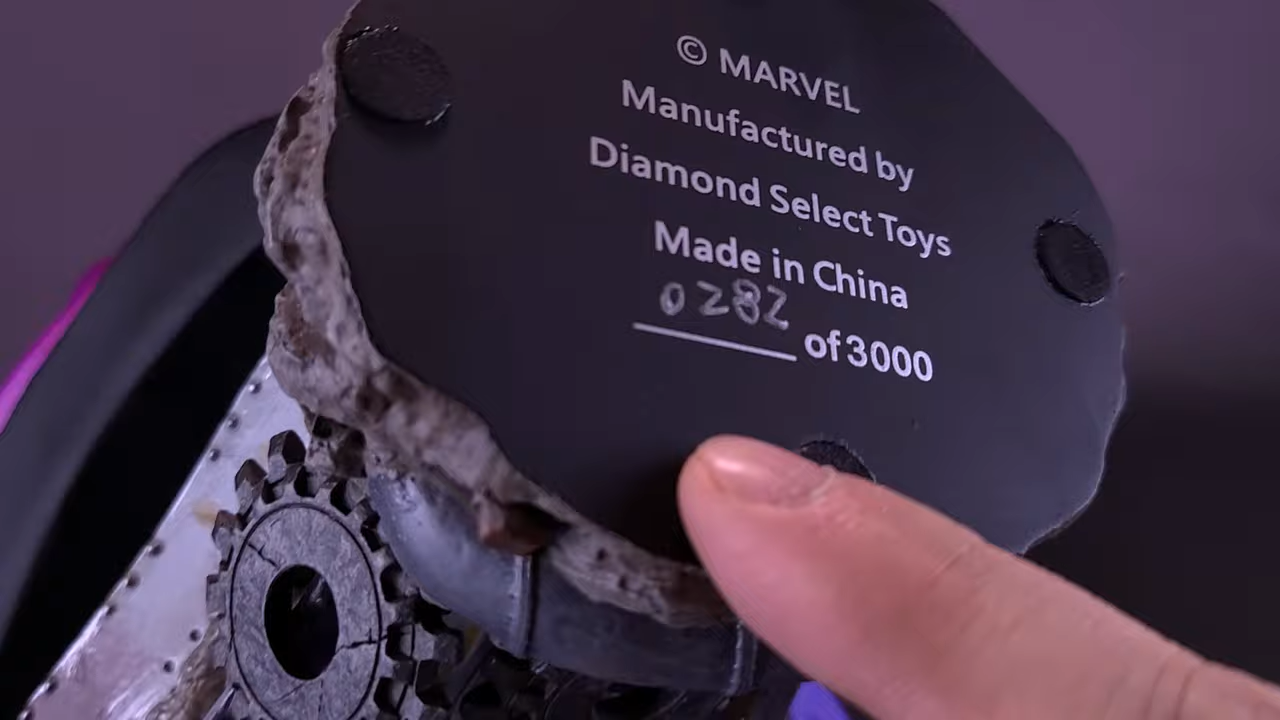 © MARVEL
Manufactured by
Diamond Select Toys
Made in China
0282 of 3000